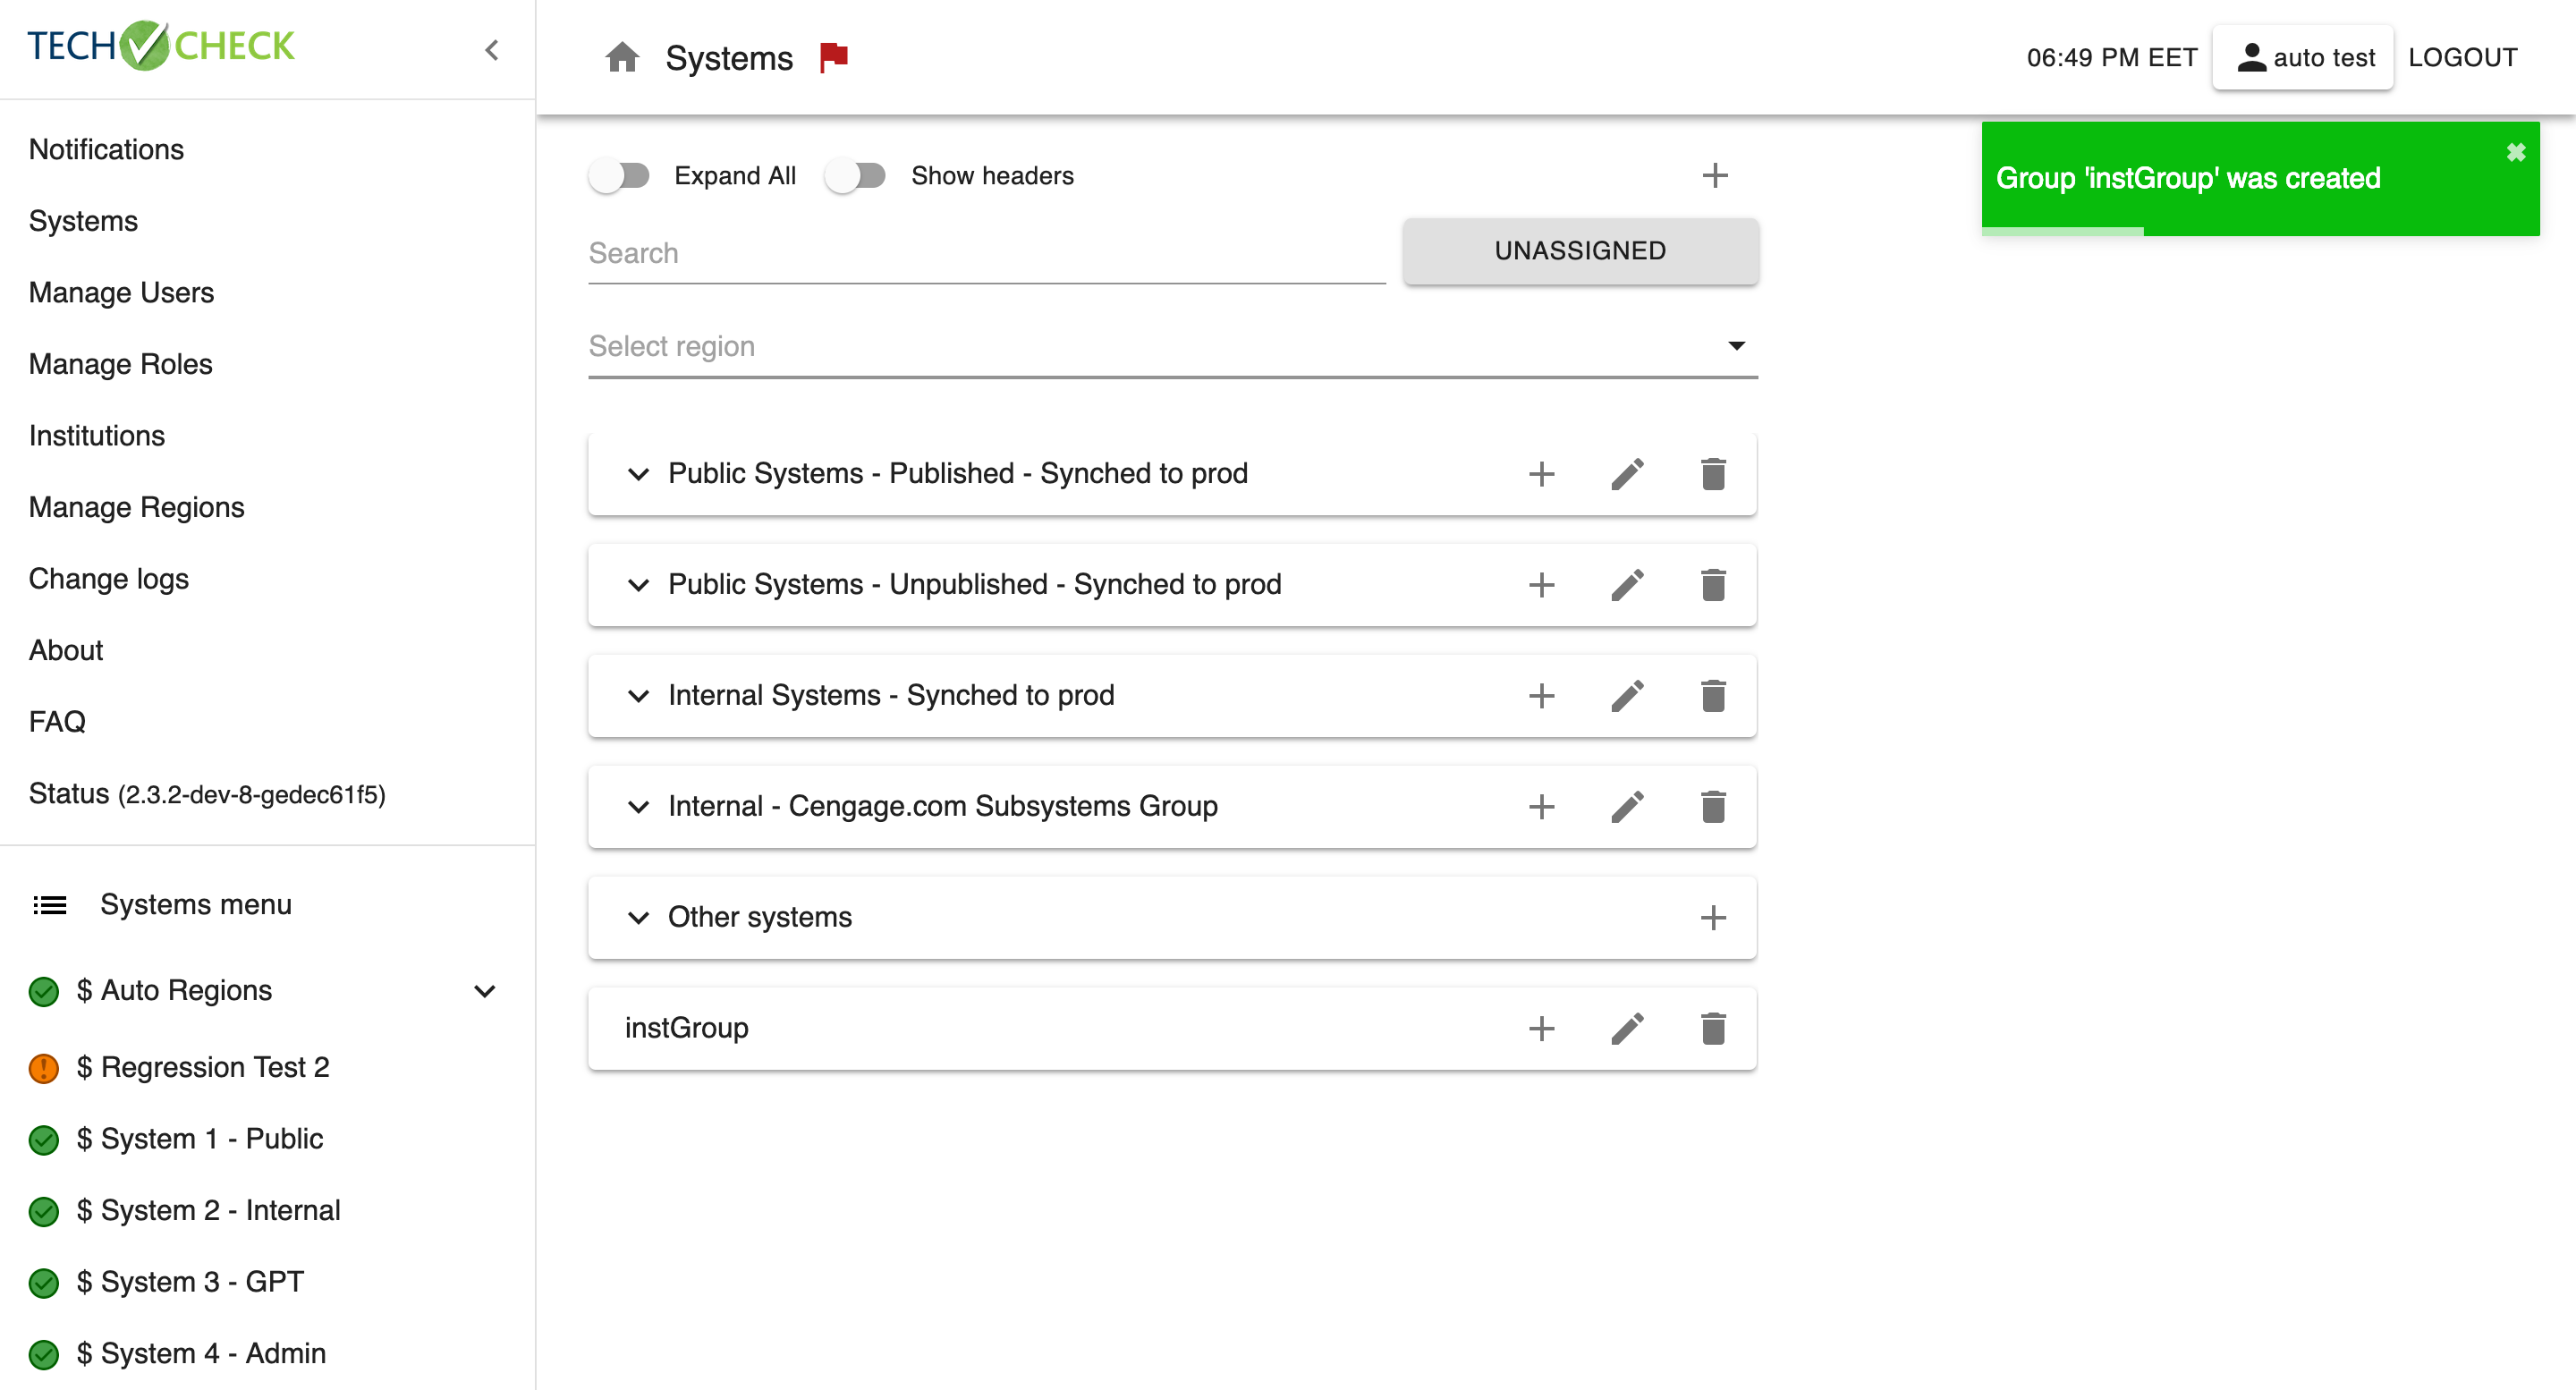 TECH CHECK
Notifications
Systems
Manage Users
Manage Roles
Institutions
Manage Regions
Change logs
About
FAQ
Status (2.3.2-dev-8-gedec61f5)
Systems menu
$ Auto Regions
$ Regression Test 2
$ System 1 - Public
$ System 2 - Internal
$ System 3 - GPT
$ System 4 - Admin
Systems
06:49 PM EET
auto test
LOGOUT
Expand All
Show headers
Search
UNASSIGNED
Select region
Public Systems - Published - Synched to prod
Public Systems - Unpublished - Synched to prod
Internal Systems - Synched to prod
Internal - Cengage.com Subsystems Group
Other systems
instGroup
Group 'instGroup' was created